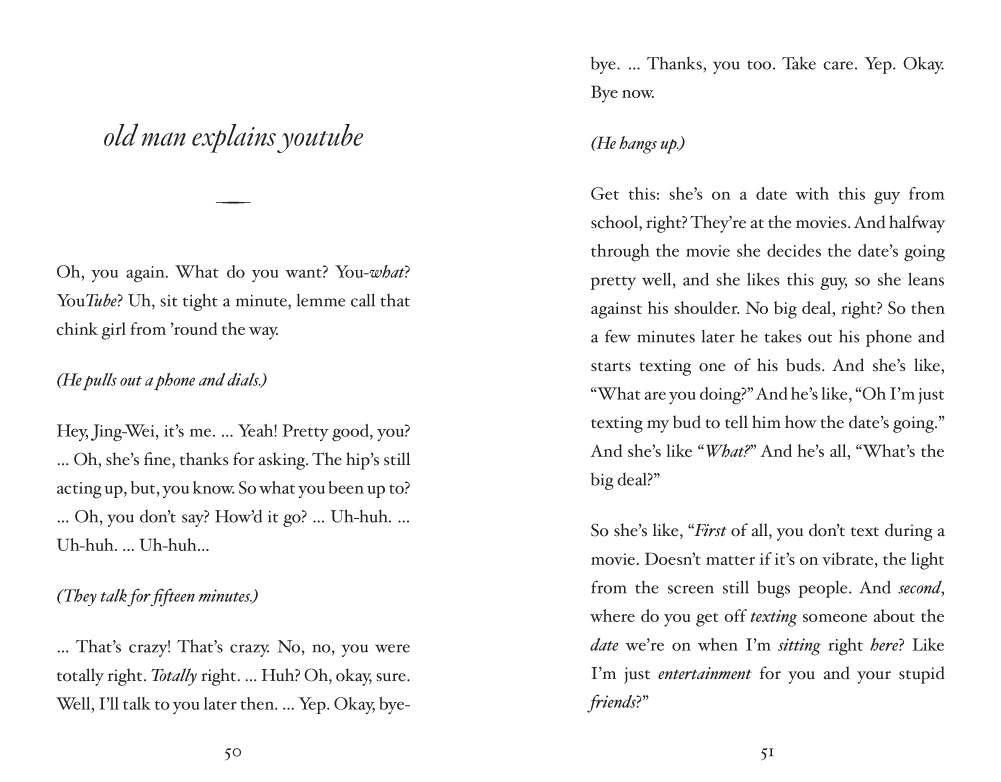 old man explains youtube
Oh, you again. What do you want? You-what?
YouTube? Uh, sit tight a minute, lemme call that
chink girl from ’round the way.
(He pulls out a phone and dials.)
Hey, Jing-Wei, it’s me. ... Yeah! Pretty good, you?
... Oh, she’s fine, thanks for asking. The hip’s still
acting up, but, you know. So what you been up to?
... Oh, you don’t say? How’d it go? ... Uh-huh. ...
Uh-huh. ... Uh-huh...
(They talk for fifteen minutes.)
... That’s crazy! That’s crazy. No, no, you were
totally right. Totally right. ... Huh? Oh, okay, sure.
Well, I’ll talk to you later then. ... Yep. Okay, bye-
50
bye. ... Thanks, you too. Take care. Yep. Okay.
Bye now.
(He hangs up.)
Get this: she’s on a date with this guy from
school, right? They’re at the movies. And halfway
through the movie she decides the date’s going
pretty well, and she likes this guy, so she leans
against his shoulder. No big deal, right? So then
a few minutes later he takes out his phone and
starts texting one of his buds. And she’s like,
“What are you doing?” And he’s like, “Oh I’m just
texting my bud to tell him how the date’s going.”
And she’s like “What?” And he’s all, “What’s the
big deal?”
So she’s like, “First of all, you don’t text during a
movie. Doesn’t matter if it’s on vibrate, the light
from the screen still bugs people. And second,
where do you get off texting someone about the
date we’re on when I’m sitting right here? Like
I’m just entertainment for you and your stupid
friends?”
51